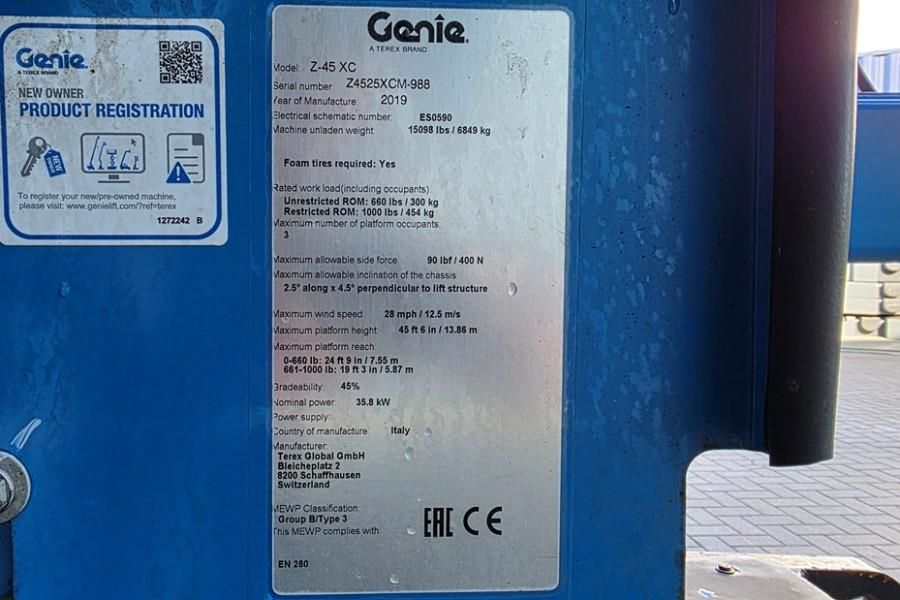 Genie
A TEREX BRAND
NEW OWNER
PRODUCT REGISTRATION
NEW
To register your new/pre-owned machine,
please visit: www.genielift.com/?ref=terex
1272242 B
Genie
A TEREX BRAND
Model: Z-45 XC
Serial number: Z4525XCM-988
Year of Manufacture: 2019
Electrical schematic number: ES0590
Machine unladen weight: 15098 lbs / 6849 kg
Foam tires required: Yes
Rated work load(including occupants):
Unrestricted ROM: 660 lbs / 300 kg
Restricted ROM: 1000 lbs / 454 kg
Maximum number of platform occupants:
3
Maximum allowable side force: 90 lbf / 400 N
Maximum allowable inclination of the chassis
2.5° along x 4.5° perpendicular to lift structure
Maximum wind speed: 28 mph / 12.5 m/s
Maximum platform height: 45 ft 6 in / 13.86 m
Maximum platform reach:
0-660 lb: 24 ft 9 in / 7.55 m
661-1000 lb: 19 ft 3 in / 5.87 m
Gradeability: 45%
Nominal power: 35.8 kW
Power supply:
Country of manufacture: Italy
Manufacturer:
Terex Global GmbH
Bleicheplatz 2
8200 Schaffhausen
Switzerland
MEWP Classification:
Group B/Type 3
This MEWP complies with:
EAC CE
EN 280